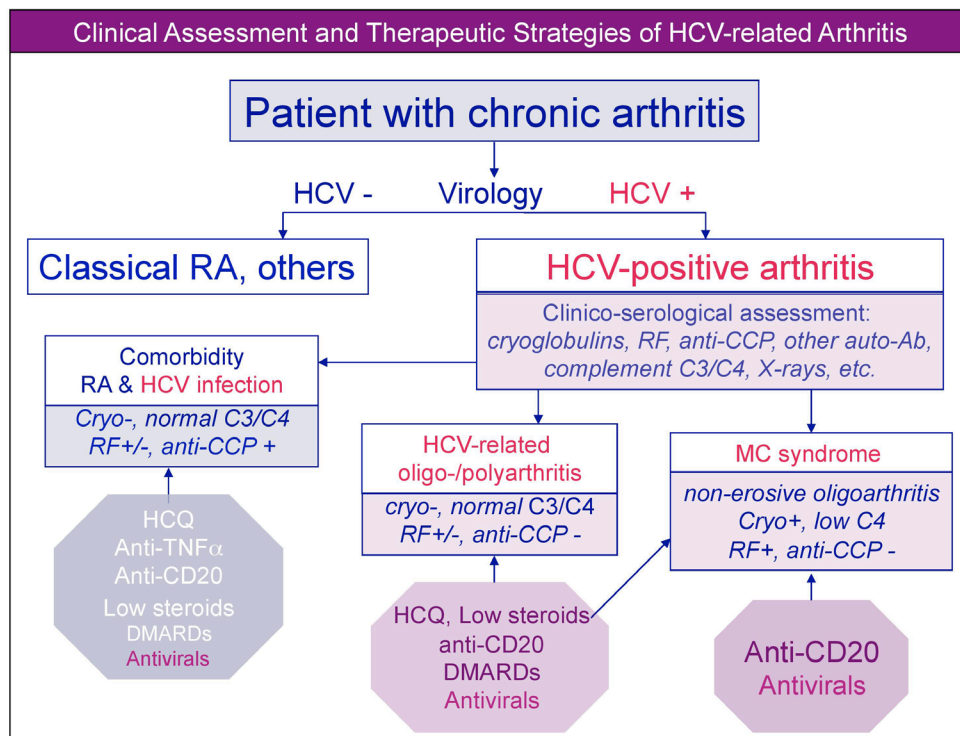 Clinical Assessment and Therapeutic Strategies of HCV-related Arthritis
Patient with chronic arthritis
HCV - Virology HCV +
Classical RA, others
HCV-positive arthritis
Clinico-serological assessment:
cryoglobulins, RF, anti-CCP, other auto-Ab,
complement C3/C4, X-rays, etc.
Comorbidity
RA & HCV infection
Cryo-, normal C3/C4
RF+/-, anti-CCP +
HCV-related
oligo-/polyarthritis
cryo-, normal C3/C4
RF+/-, anti-CCP -
MC syndrome
non-erosive oligoarthritis
Cryo+, low C4
RF+, anti-CCP -
HCQ
Anti-TNFα
Anti-CD20
Low steroids
DMARDs
Antivirals
HCQ, Low steroids
anti-CD20
DMARDs
Antivirals
Anti-CD20
Antivirals